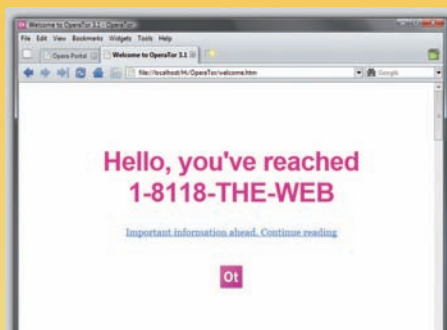 Welcome to OperaTor 3.1 - OperaTor
File Edit View Bookmarks Widgets Tools Help
Opera Portal Welcome to OperaTor 3.1
file://localhost/M:/OperaTor/welcome.htm Google
Hello, you've reached
1-8118-THE-WEB
Important information ahead. Continue reading
Ot